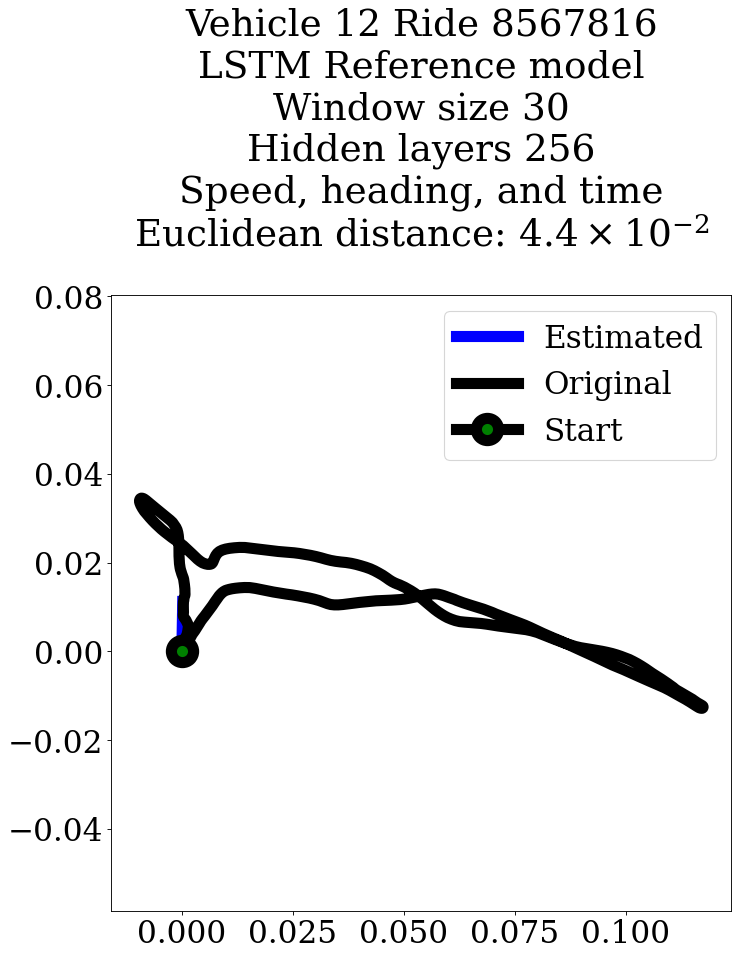 Vehicle 12 Ride 8567816
LSTM Reference model
Window size 30
Hidden layers 256
Speed, heading, and time
Euclidean distance: 4.4 × 10⁻²
0.08
0.06
0.04
0.02
0.00
−0.02
−0.04
Estimated
Original
Start
0.000 0.025 0.050 0.075 0.100